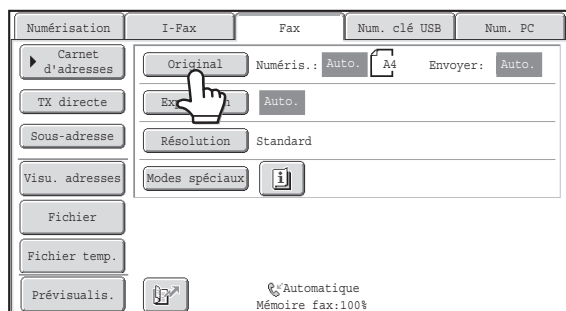 Numérisation
I-Fax
Fax
Num. clé USB
Num. PC
Carnet
d'adresses
Original
Numéris.: Auto. A4 Envoyer: Auto.
TX directe
Auto.
Sous-adresse
Résolution
Standard
Visu. adresses
Modes spéciaux
Fichier
Fichier temp.
Prévisualis.
Automatique
Mémoire fax:100%